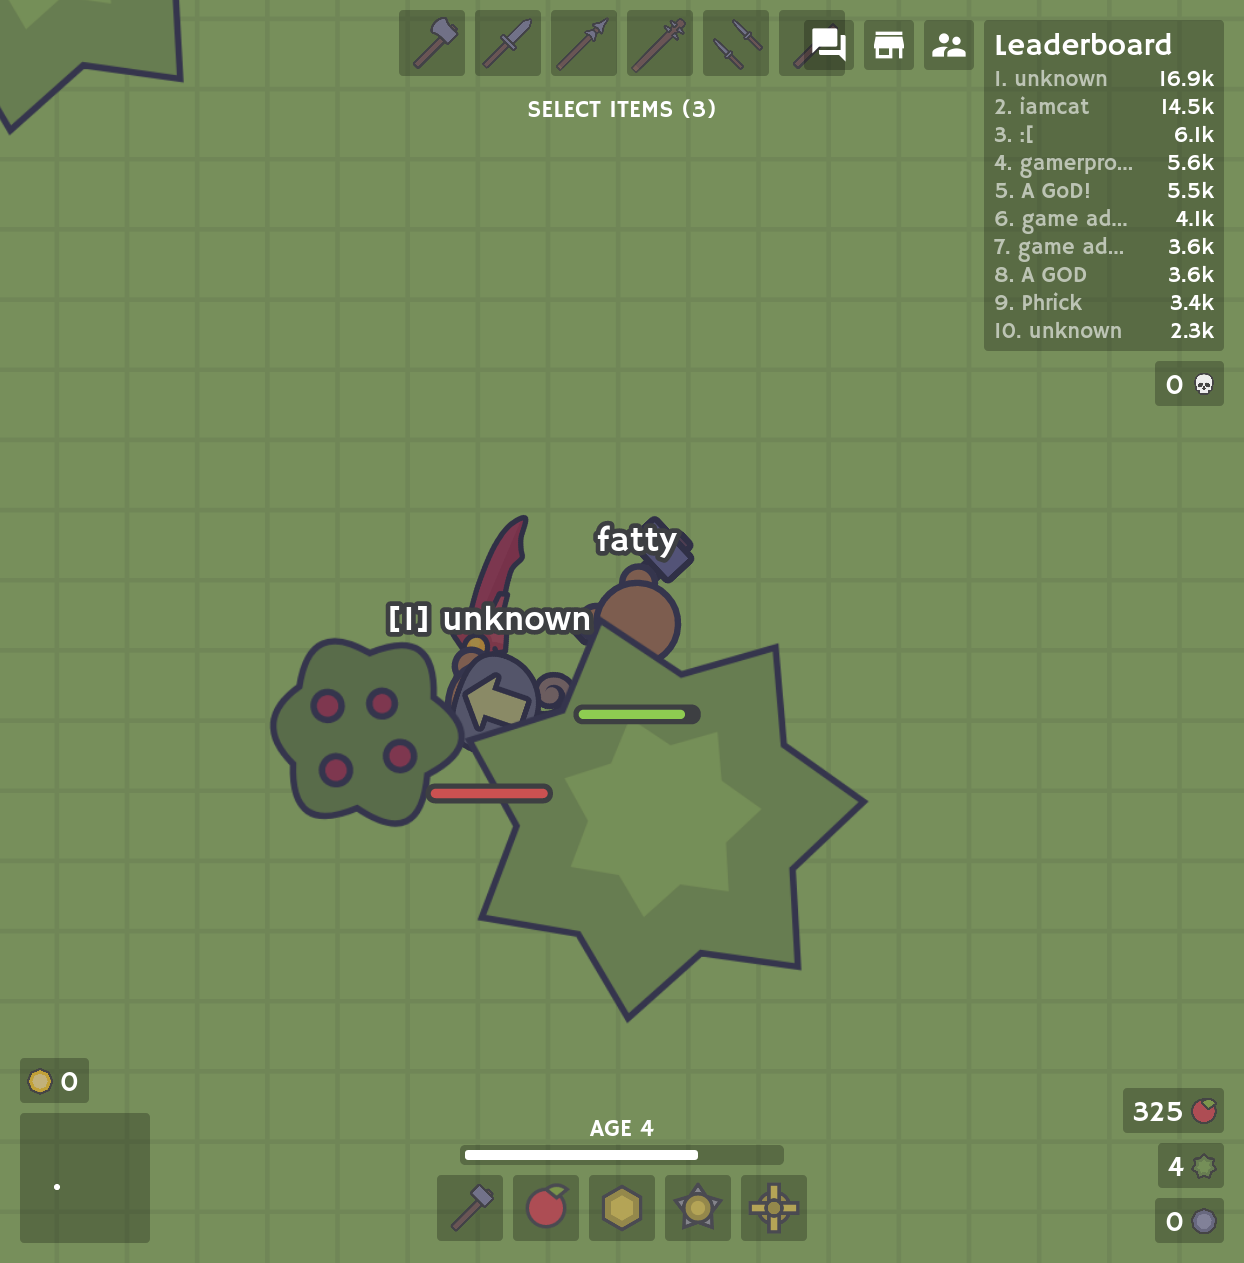 SELECT ITEMS (3)
Leaderboard
1. unknown 16.9k
2. iamcat 14.5k
3. :[ 6.1k
4. gamerpro... 5.6k
5. A GoD! 5.5k
6. game ad... 4.1k
7. game ad... 3.6k
8. A GOD 3.6k
9. Phrick 3.4k
10. unknown 2.3k
0
fatty
[I] unknown
0
AGE 4
325
4
0